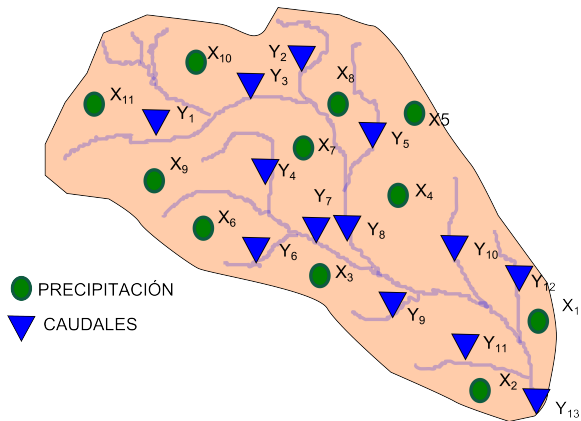 Y2
X10
Y3
X8
X11
Y1
X5
Y5
X7
Y4
X9
Y7
X4
X6
Y8
Y6
Y10
X3
Y12
PRECIPITACIÓN
X1
Y9
CAUDALES
Y11
X2
Y13